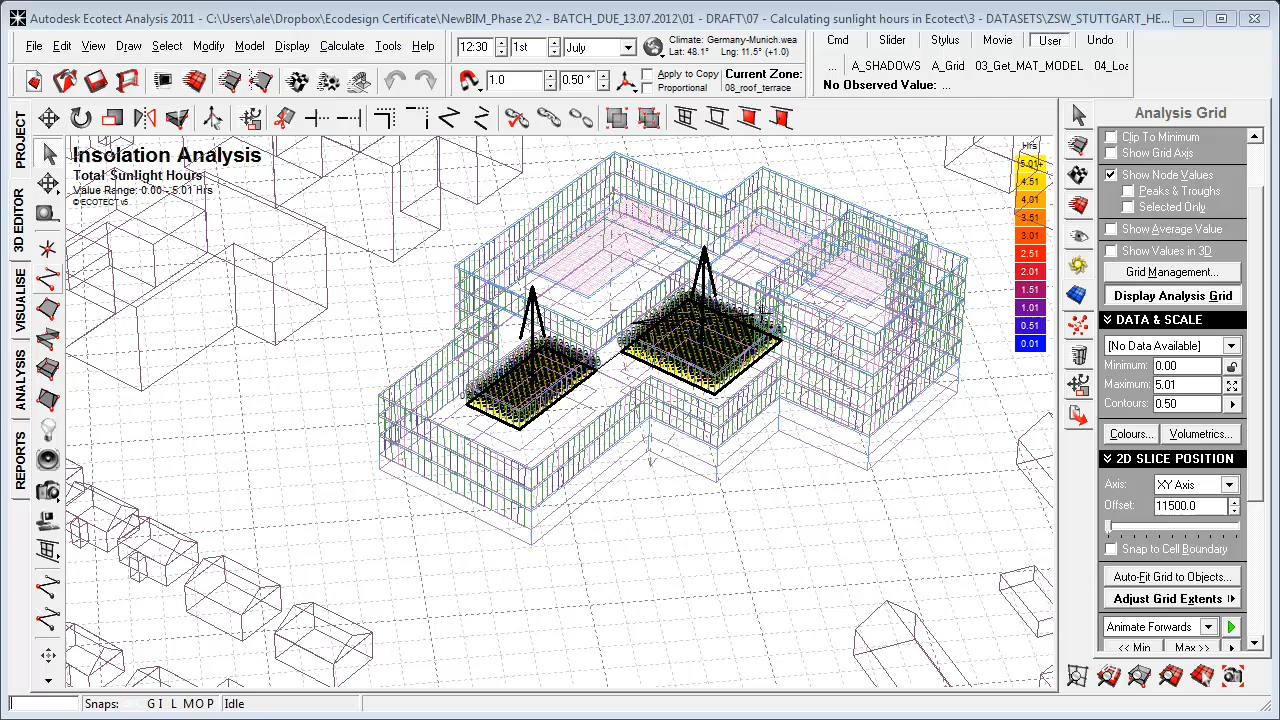 Autodesk Ecotect Analysis 2011 - C:\Users\ale\Dropbox\Ecodesign Certificate\NewBIM_Phase 2\2 - BATCH_DUE_13.07.2012\01 - DRAFT\07 - Calculating sunlight Hours in Ecotect\3 - DATASETS\ZSW_STUTTGART_HE...
File Edit View Draw Select Modify Model Display Calculate Tools Help
12:30 1st July
Climate: Germany-Munich.wea
Lat: 48.1° Lng: 11.5° (+1.0)
Cmd Slider Stylus Movie User Undo
... A_SHADOWS A_Grid 03_Get_MAT_MODEL 04_Loa
No Observed Value: ...
1.0 0.50°
Apply to Copy
Proportional
Current Zone:
08_roof_terrace
PROJECT
3D EDITOR
VISUALISE
ANALYSIS
REPORTS
Insolation Analysis
Total Sunlight Hours
Value Range: 0.00 - 5.01 Hrs
© ECOTECT v5
Hrs
5.01+
4.51
4.01
3.51
3.01
2.51
2.01
1.51
1.01
0.51
0.01
Analysis Grid
Clip To Minimum
Show Grid Axis
Show Node Values
Peaks & Troughs
Selected Only
Show Average Value
Show Values in 3D
Grid Management...
Display Analysis Grid
DATA & SCALE
[No Data Available]
Minimum: 0.00
Maximum: 5.01
Contours: 0.50
Colours... Volumetrics...
2D SLICE POSITION
Axis: XY Axis
Offset: 11500.0
Snap to Cell Boundary
Auto-Fit Grid to Objects...
Adjust Grid Extents
Animate Forwards
<< Min Max >>
Snaps: G I L M O P Idle